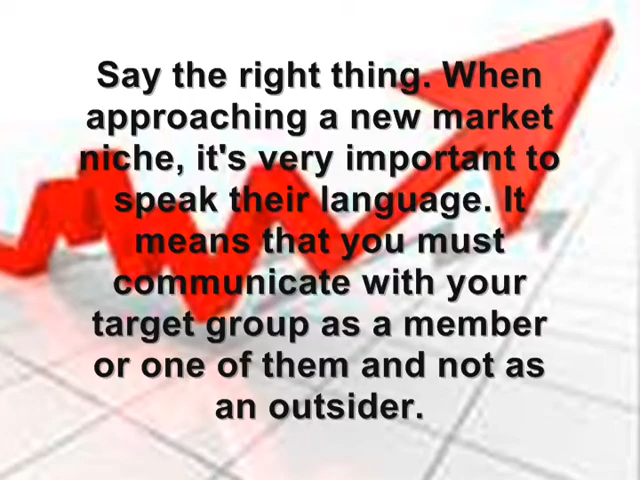 Say the right thing. When
approaching a new market
niche, it's very important to
speak their language. It
means that you must
communicate with your
target group as a member
or one of them and not as
an outsider.